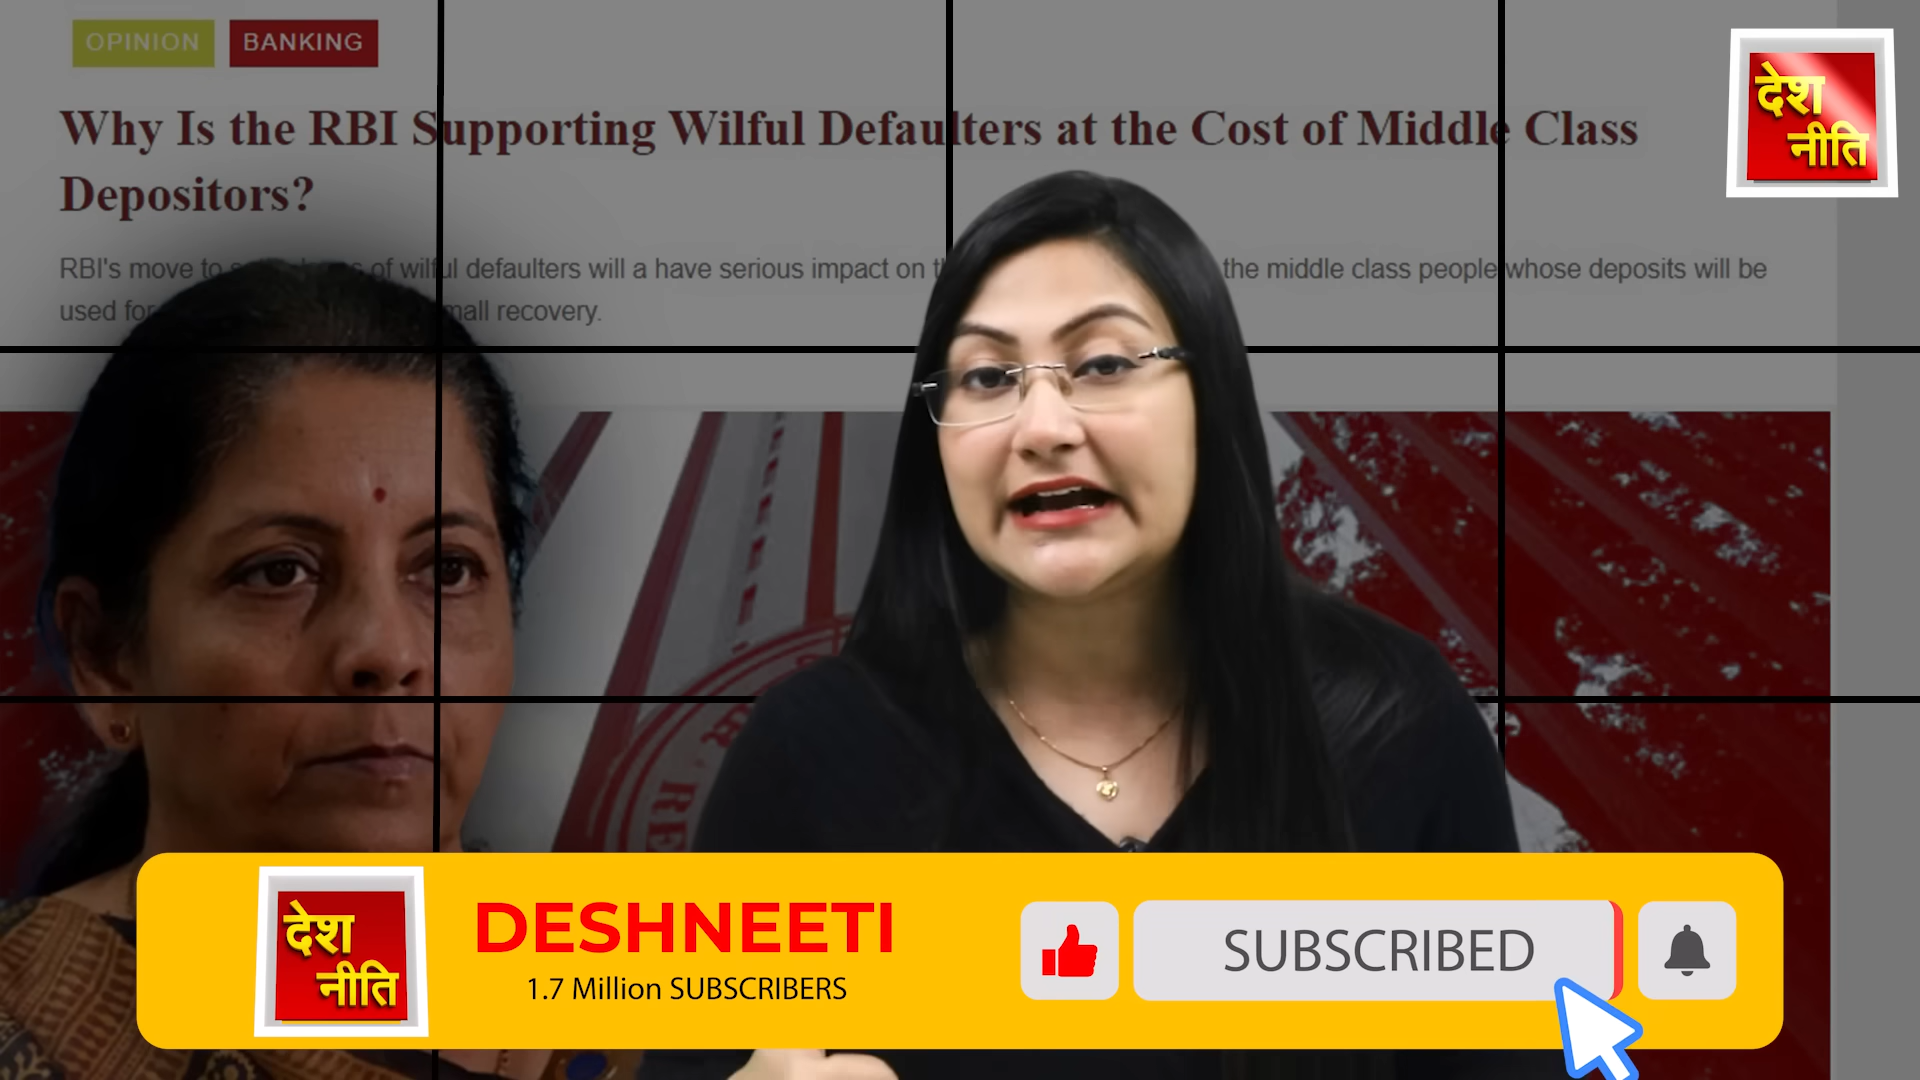 OPINION BANKING
देश
नीति
Why Is the RBI Supporting Wilful Defaulters at the Cost of Middle Class
Depositors?
RBI's move to of wilful defaulters will a have serious impact on the middle class people whose deposits will be
used for small recovery.
देश
नीति
DESHNEETI
1.7 Million SUBSCRIBERS
SUBSCRIBED